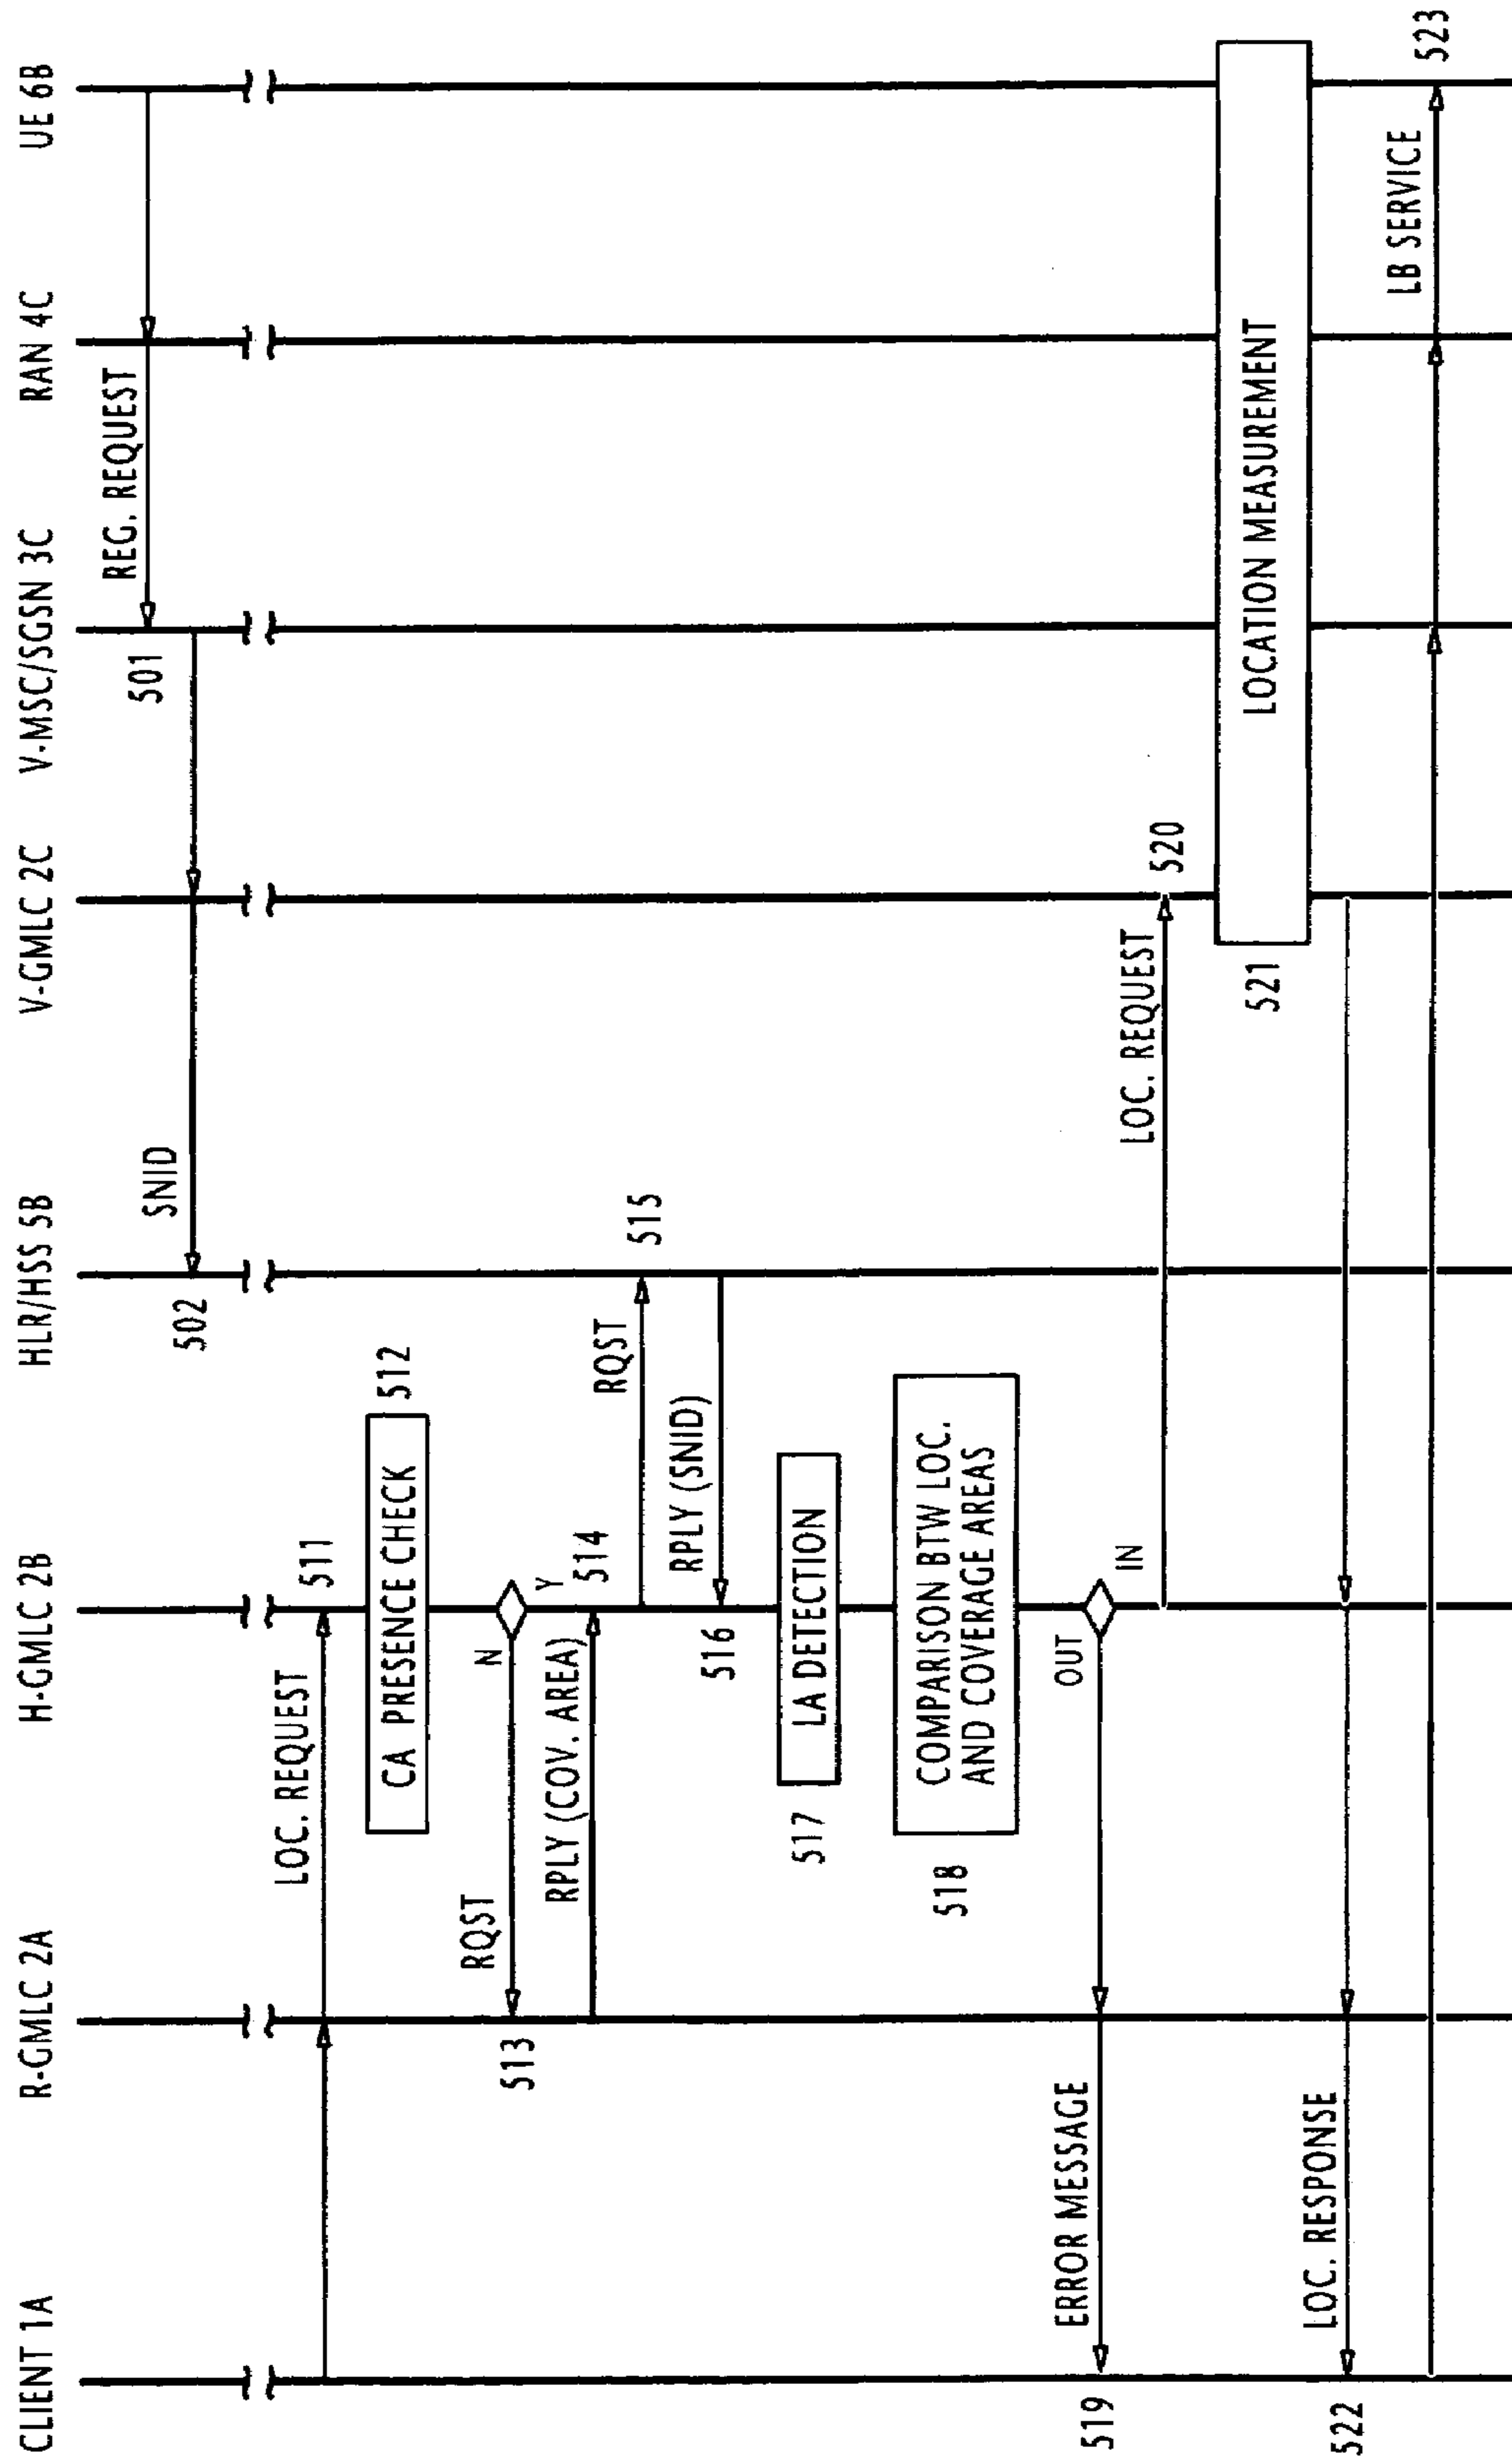 CLIENT 1A
R-GMLC 2A
H-GMLC 2B
HLR/HSS 5B
V-GMLC 2C
V-MSC/SGSN 3C
RAN 4C
UE 6B
REG. REQUEST
501
SNID
502
LOC. REQUEST
511
CA PRESENCE CHECK
512
N
Y
RQST
513
RPLY (COV. AREA)
514
RQST
515
RPLY (SNID)
516
517
LA DETECTION
518
COMPARISON BTW LOC.
AND COVERAGE AREAS
OUT
IN
ERROR MESSAGE
519
LOC. REQUEST
520
521
LOCATION MEASUREMENT
LOC. RESPONSE
522
LB SERVICE
523